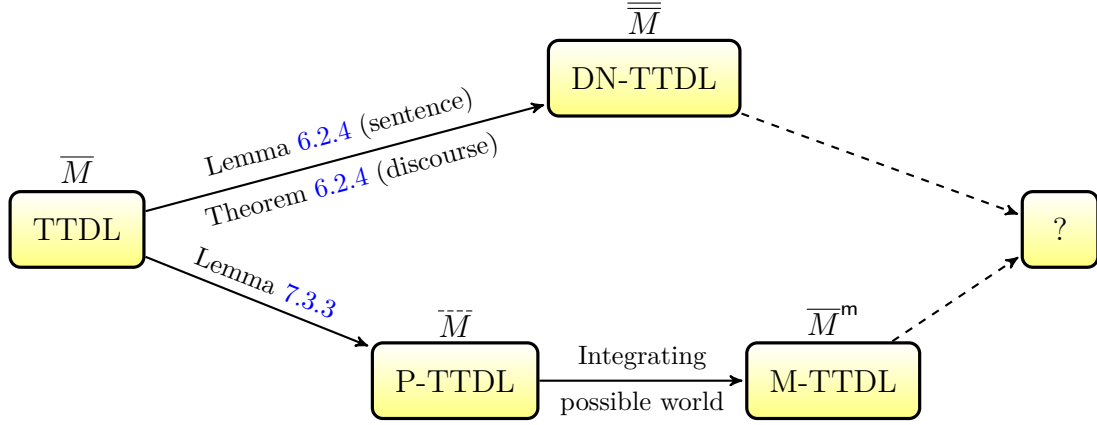 M
DN-TTDL
Lemma 6.2.4 (sentence)
Theorem 6.2.4 (discourse)
M
TTDL
?
Lemma 7.3.3
M
P-TTDL
Integrating
possible world
M^m
M-TTDL